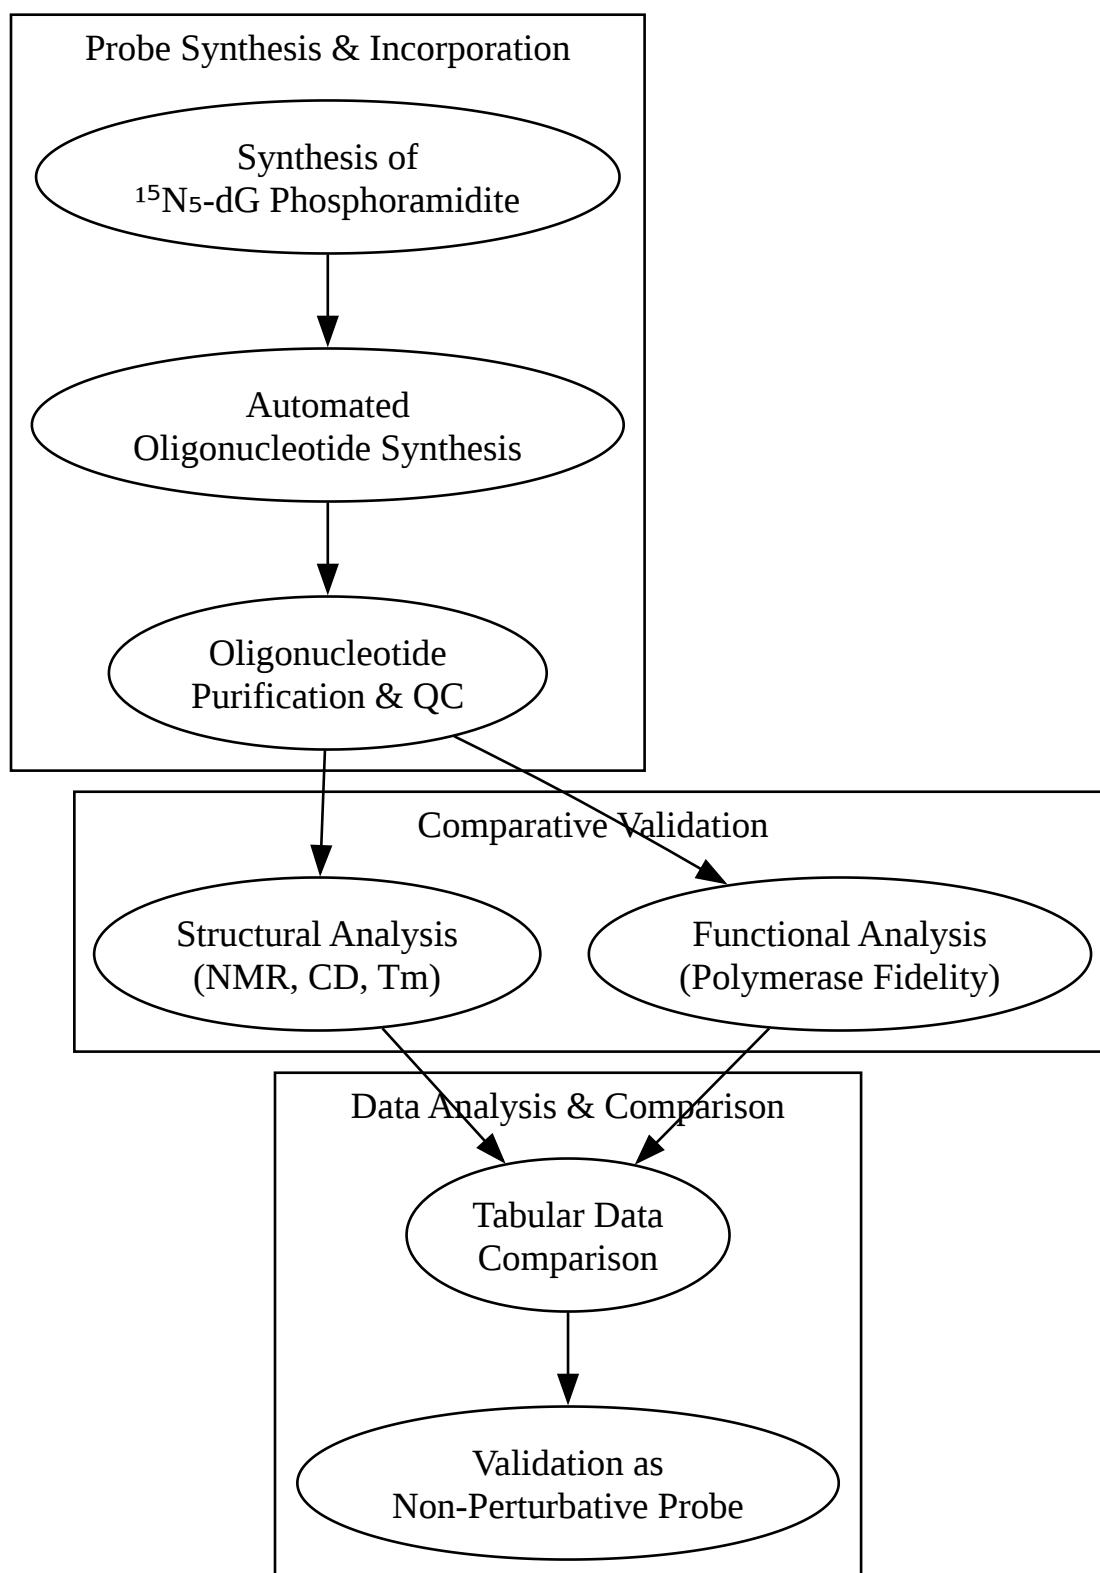 Probe Synthesis & Incorporation
Synthesis of
¹⁵N₅-dG Phosphoramidite
Automated
Oligonucleotide Synthesis
Oligonucleotide
Purification & QC
Comparative Validation
Structural Analysis
(NMR, CD, Tm)
Functional Analysis
(Polymerase Fidelity)
Data Analysis & Comparison
Tabular Data
Comparison
Validation as
Non-Perturbative Probe